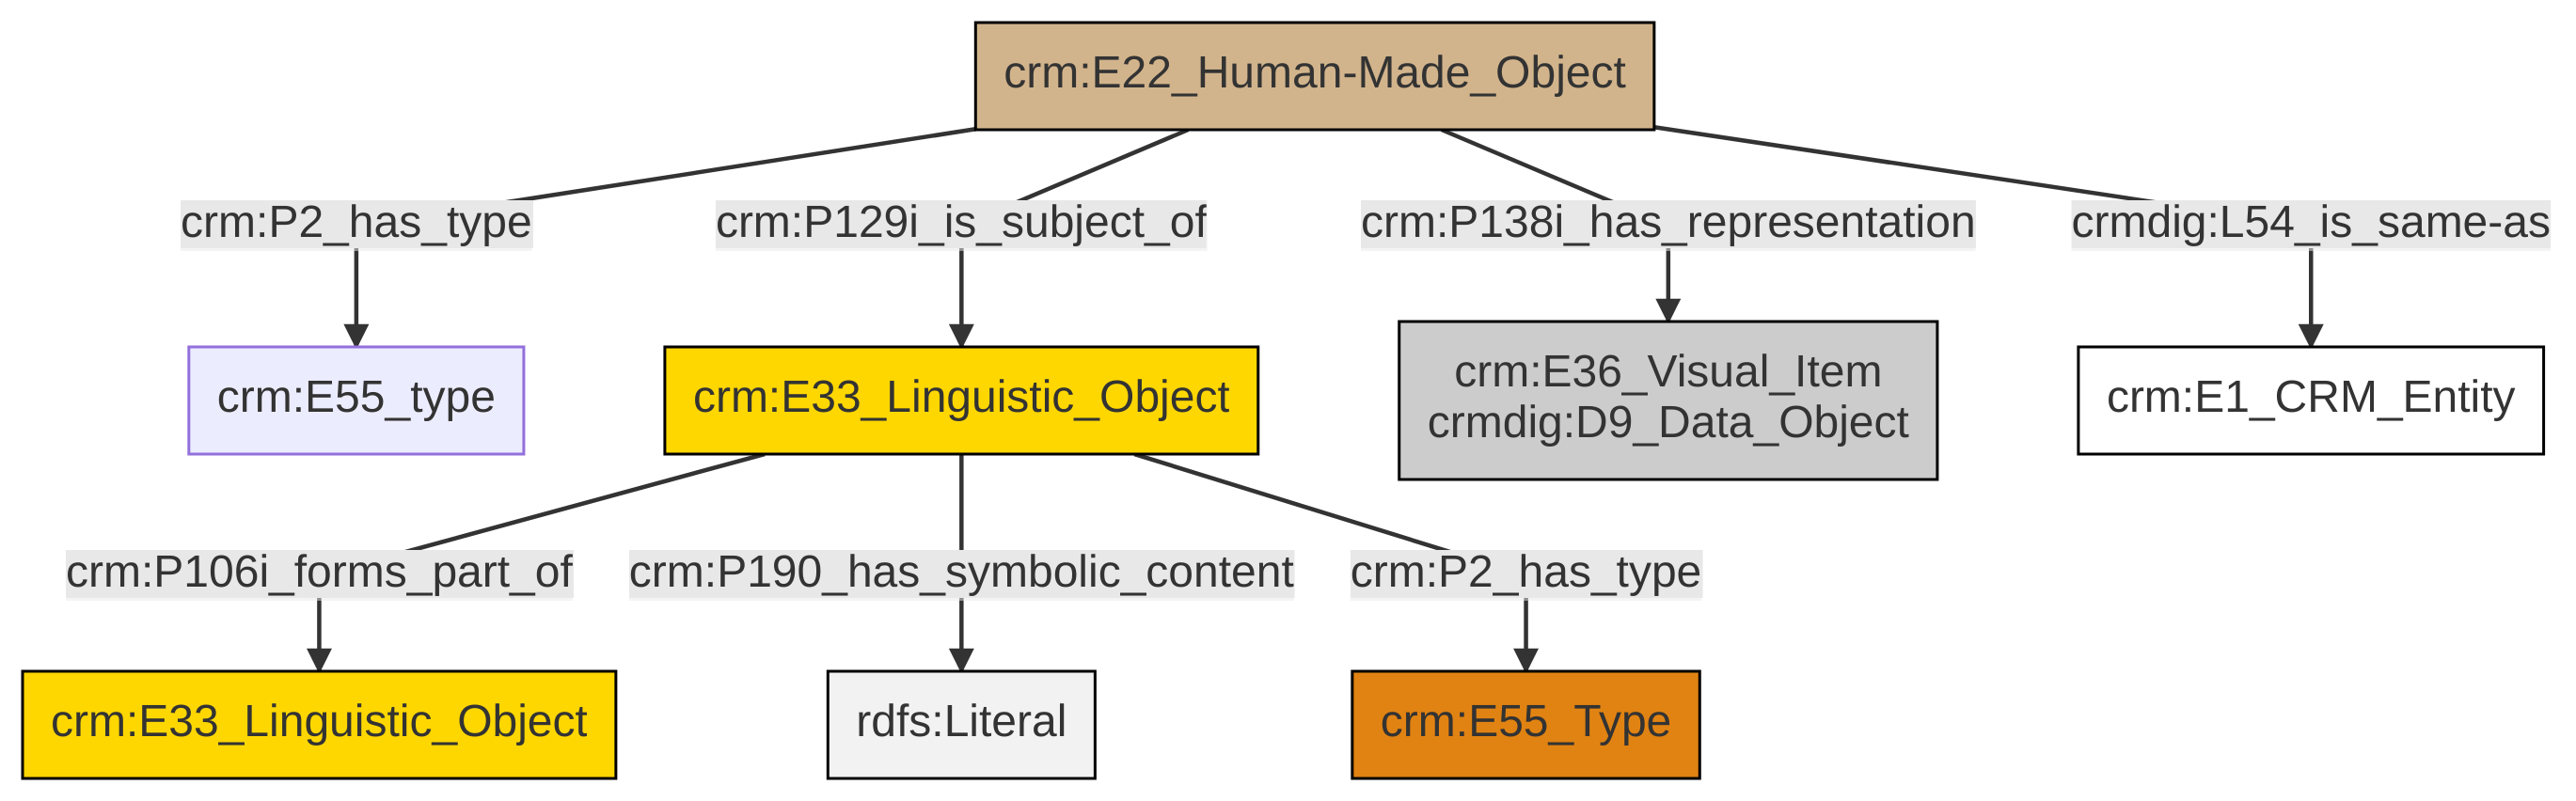 crm:E22_Human-Made_Object
crm:P2_has_type
crm:P129i_is_subject_of
crm:P138i_has_representation
crmdig:L54_is_same-as
crm:E55_type
crm:E33_Linguistic_Object
crm:E36_Visual_Item
crmdig:D9_Data_Object
crm:E1_CRM_Entity
crm:P106i_forms_part_of
crm:P190_has_symbolic_content
crm:P2_has_type
crm:E33_Linguistic_Object
rdfs:Literal
crm:E55_Type